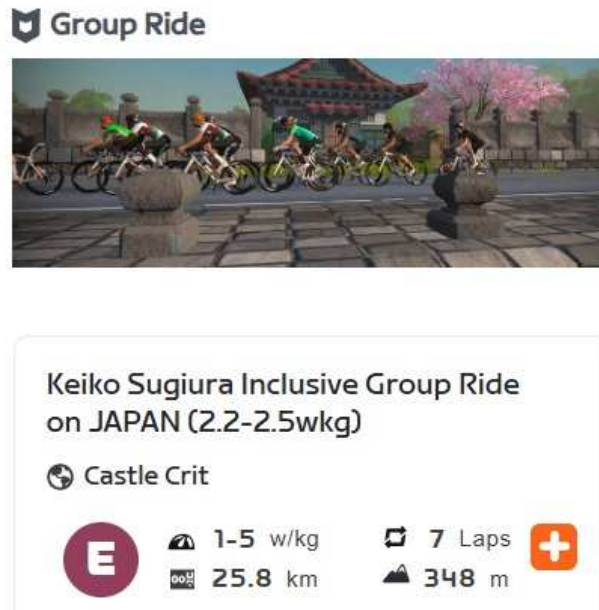 Group Ride
Keiko Sugiura Inclusive Group Ride
on JAPAN (2.2-2.5wkg)
Castle Crit
E
1-5 w/kg
7 Laps
25.8 km
348 m